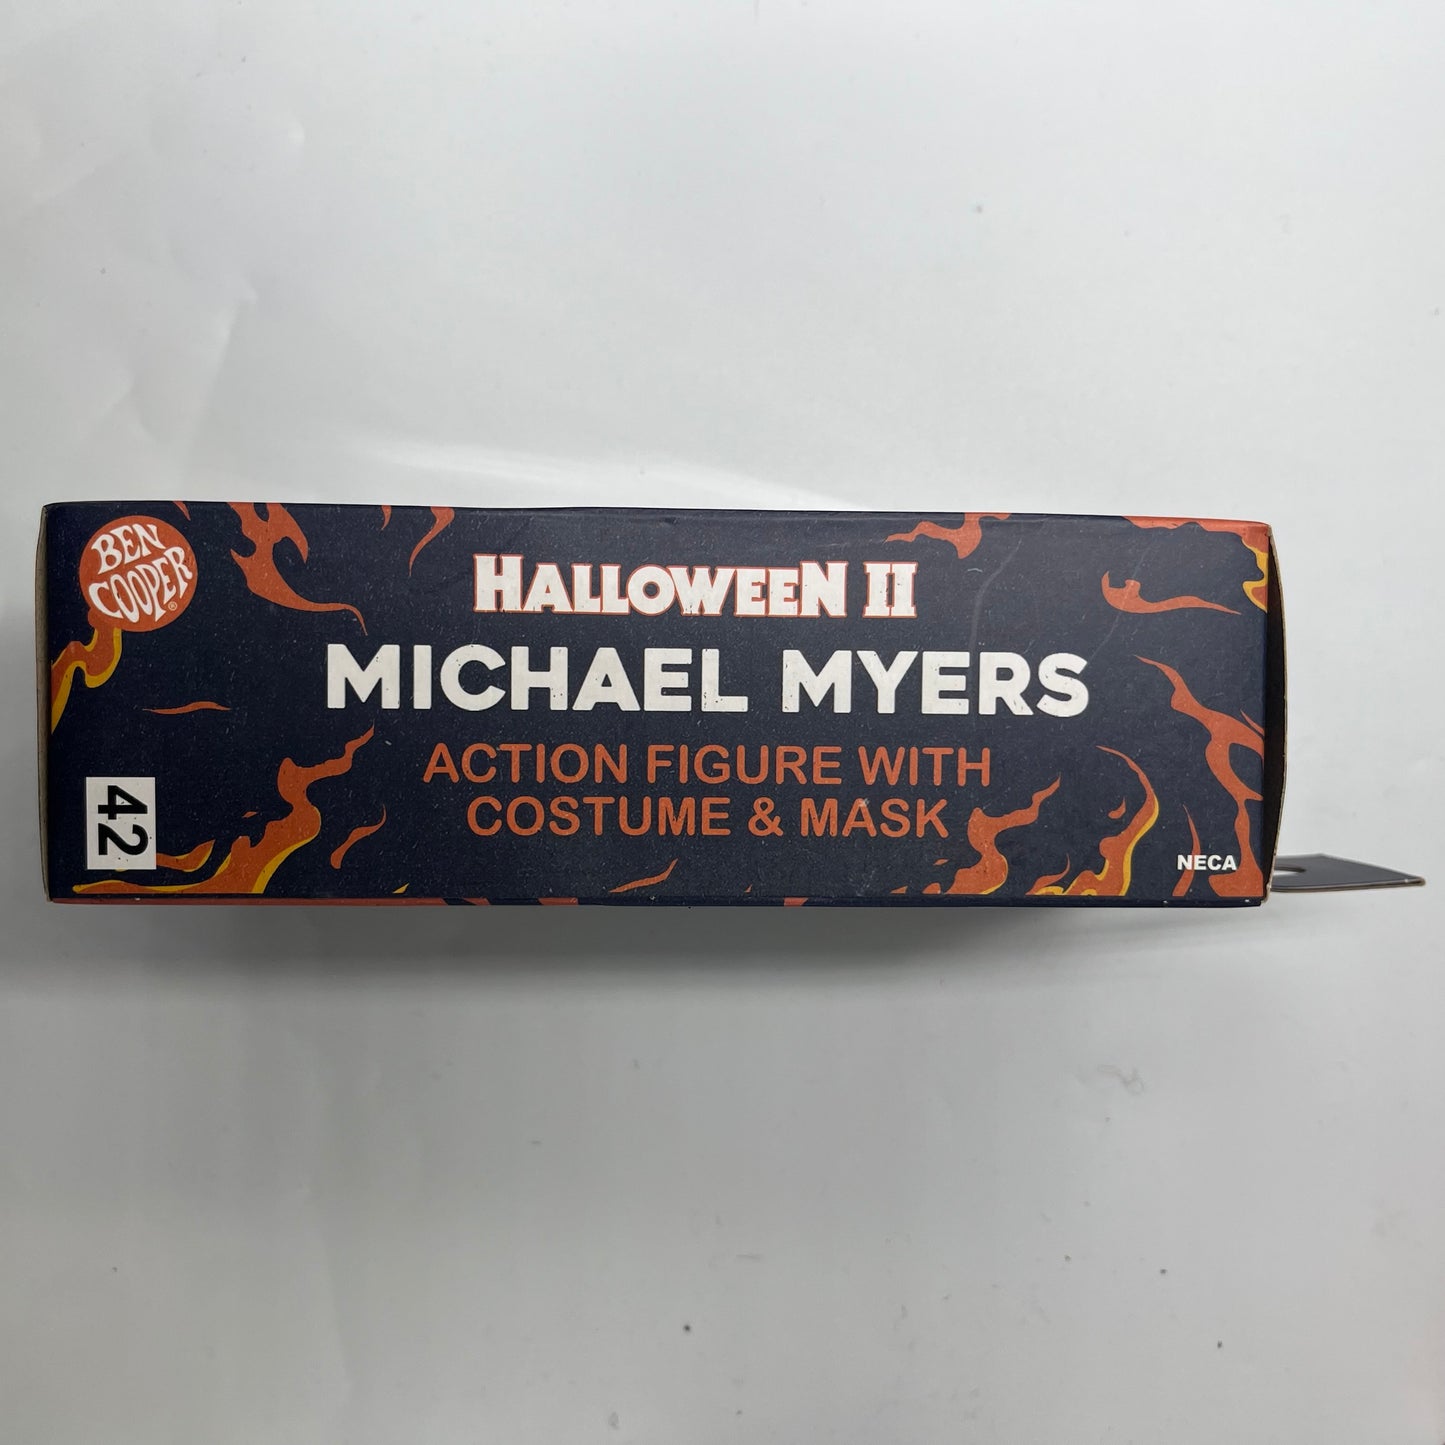 BEN
COOPER®
HALLOWEEN II
MICHAEL MYERS
ACTION FIGURE WITH
COSTUME & MASK
42
NECA